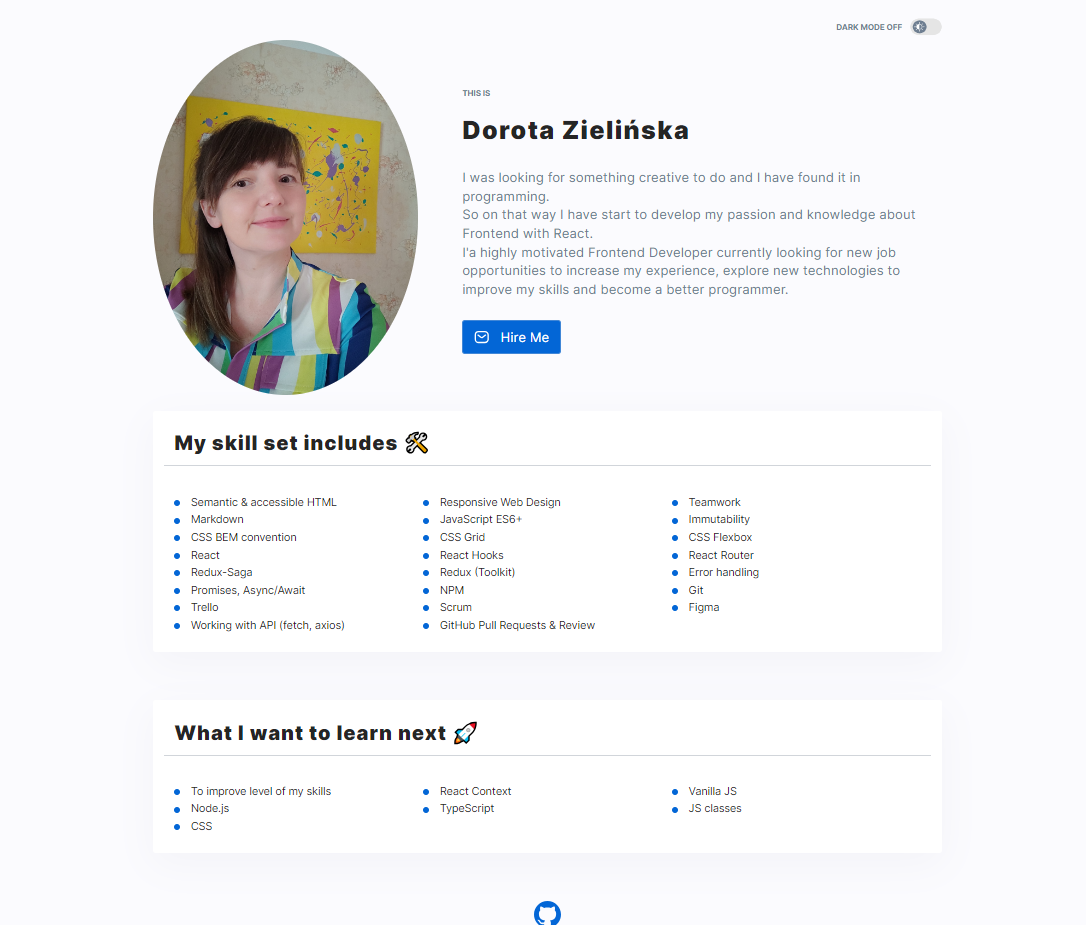 DARK MODE OFF
THIS IS
Dorota Zielińska
I was looking for something creative to do and I have found it in
programming.
So on that way I have start to develop my passion and knowledge about
Frontend with React.
I'a highly motivated Frontend Developer currently looking for new job
opportunities to increase my experience, explore new technologies to
improve my skills and become a better programmer.
Hire Me
My skill set includes 🛠
Semantic & accessible HTML
Responsive Web Design
Teamwork
Markdown
JavaScript ES6+
Immutability
CSS BEM convention
CSS Grid
CSS Flexbox
React
React Hooks
React Router
Redux-Saga
Redux (Toolkit)
Error handling
Promises, Async/Await
NPM
Git
Trello
Scrum
Figma
Working with API (fetch, axios)
GitHub Pull Requests & Review
What I want to learn next 🚀
To improve level of my skills
React Context
Vanilla JS
Node.js
TypeScript
JS classes
CSS